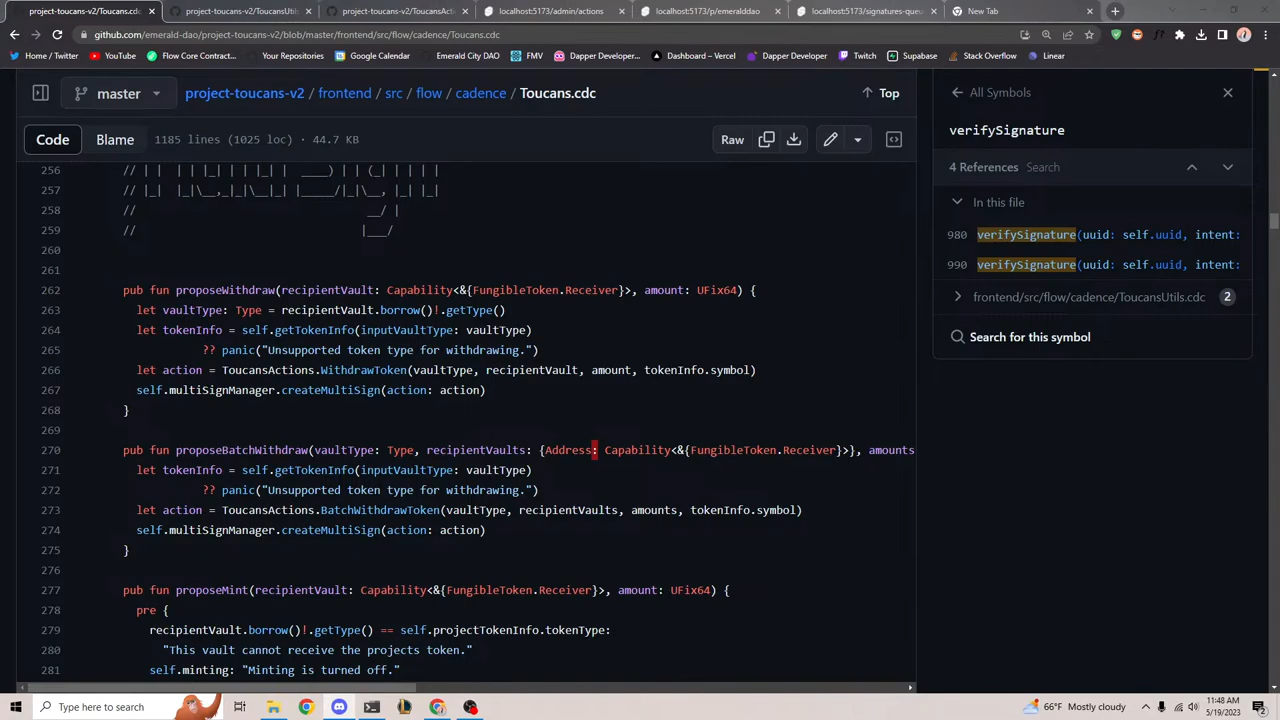 project-toucans-v2/Toucans.cdc
project-toucans-v2/ToucansUtils
project-toucans-v2/ToucansActions
localhost:5173/admin/actions
localhost:5173/p/emeralddao
localhost:5173/signatures-queu
New Tab
github.com/emerald-dao/project-toucans-v2/blob/master/frontend/src/flow/cadence/Toucans.cdc
Home / Twitter
YouTube
Flow Core Contract...
Your Repositories
Google Calendar
Emerald City DAO
FMV
Dapper Developer...
Dashboard – Vercel
Dapper Developer...
Twitch
Supabase
Stack Overflow
Linear
master
project-toucans-v2 / frontend / src / flow / cadence / Toucans.cdc
Top
Code
Blame
1185 lines (1025 loc) · 44.7 KB
Raw
256 // | | | | |_| | | |_| | ____) | | (_| | | | |
257 // |_| |_|\__,_|_|\__|_| |_____/|_|\__, |_| |_|
258 // __/ |
259 // |___/
260
261
262 pub fun proposeWithdraw(recipientVault: Capability<&{FungibleToken.Receiver}>, amount: UFix64) {
263 let vaultType: Type = recipientVault.borrow()!.getType()
264 let tokenInfo = self.getTokenInfo(inputVaultType: vaultType)
265 ?? panic("Unsupported token type for withdrawing.")
266 let action = ToucansActions.WithdrawToken(vaultType, recipientVault, amount, tokenInfo.symbol)
267 self.multiSignManager.createMultiSign(action: action)
268 }
269
270 pub fun proposeBatchWithdraw(vaultType: Type, recipientVaults: {Address: Capability<&{FungibleToken.Receiver}>}, amounts
271 let tokenInfo = self.getTokenInfo(inputVaultType: vaultType)
272 ?? panic("Unsupported token type for withdrawing.")
273 let action = ToucansActions.BatchWithdrawToken(vaultType, recipientVaults, amounts, tokenInfo.symbol)
274 self.multiSignManager.createMultiSign(action: action)
275 }
276
277 pub fun proposeMint(recipientVault: Capability<&{FungibleToken.Receiver}>, amount: UFix64) {
278 pre {
279 recipientVault.borrow()!.getType() == self.projectTokenInfo.tokenType:
280 "This vault cannot receive the projects token."
281 self.minting: "Minting is turned off."
All Symbols
verifySignature
4 References Search
In this file
980 verifySignature(uuid: self.uuid, intent:
990 verifySignature(uuid: self.uuid, intent:
frontend/src/flow/cadence/ToucansUtils.cdc 2
Search for this symbol
Type here to search
66°F Mostly cloudy
11:48 AM
5/19/2023
2